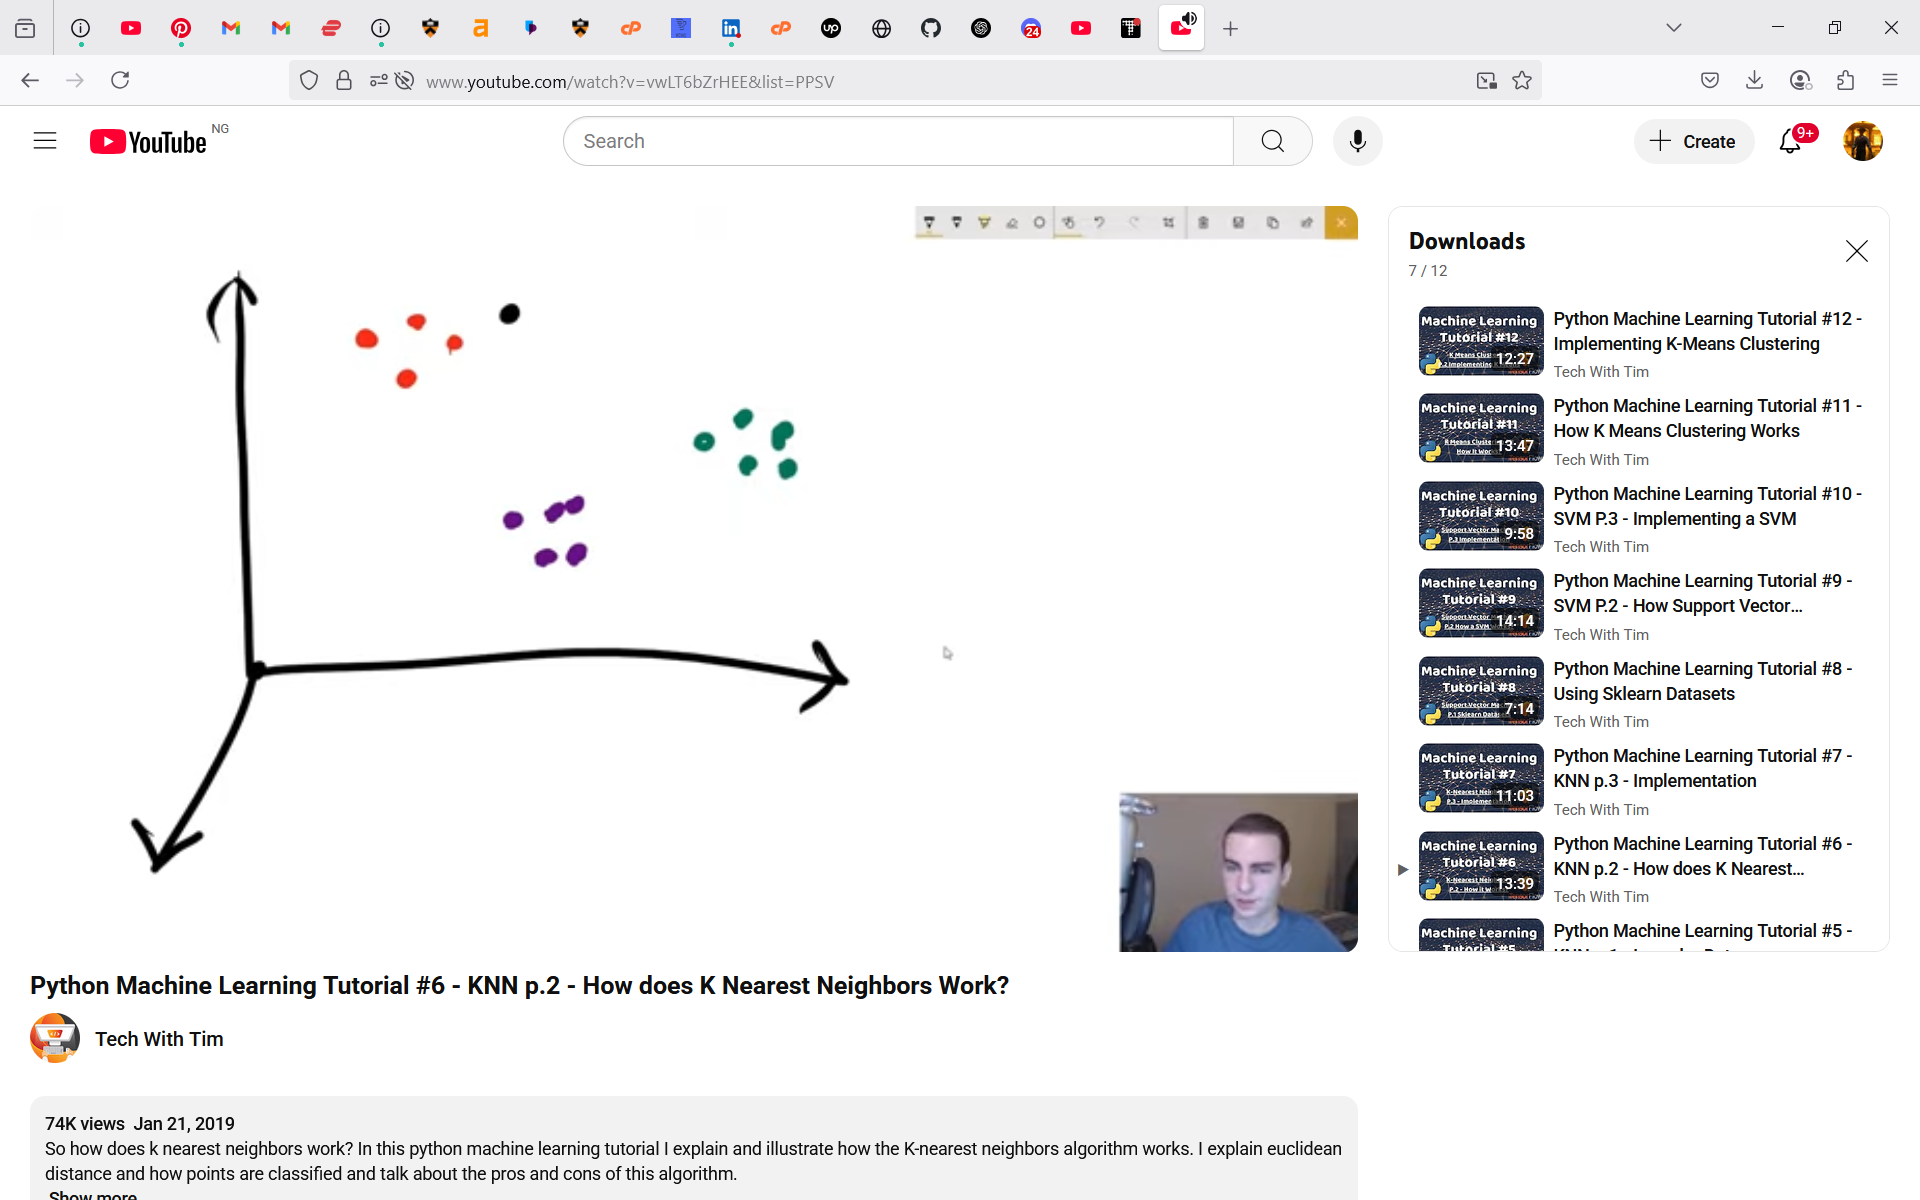 24
www.youtube.com/watch?v=vwLT6bZrHEE&list=PPSV
YouTube NG
Search
Create
9+
Downloads
7 / 12
Machine Learning
Tutorial #12
12:27
Python Machine Learning Tutorial #12 -
Implementing K-Means Clustering
Tech With Tim
Machine Learning
Tutorial #11
13:47
Python Machine Learning Tutorial #11 -
How K Means Clustering Works
Tech With Tim
Machine Learning
Tutorial #10
9:58
Python Machine Learning Tutorial #10 -
SVM P.3 - Implementing a SVM
Tech With Tim
Machine Learning
Tutorial #9
14:14
Python Machine Learning Tutorial #9 -
SVM P.2 - How Support Vector...
Tech With Tim
Machine Learning
Tutorial #8
7:14
Python Machine Learning Tutorial #8 -
Using Sklearn Datasets
Tech With Tim
Machine Learning
Tutorial #7
11:03
Python Machine Learning Tutorial #7 -
KNN p.3 - Implementation
Tech With Tim
Machine Learning
Tutorial #6
13:39
Python Machine Learning Tutorial #6 -
KNN p.2 - How does K Nearest...
Tech With Tim
Machine Learning
Python Machine Learning Tutorial #5 -
Python Machine Learning Tutorial #6 - KNN p.2 - How does K Nearest Neighbors Work?
Tech With Tim
74K views Jan 21, 2019
So how does k nearest neighbors work? In this python machine learning tutorial I explain and illustrate how the K-nearest neighbors algorithm works. I explain euclidean
distance and how points are classified and talk about the pros and cons of this algorithm.
Show more